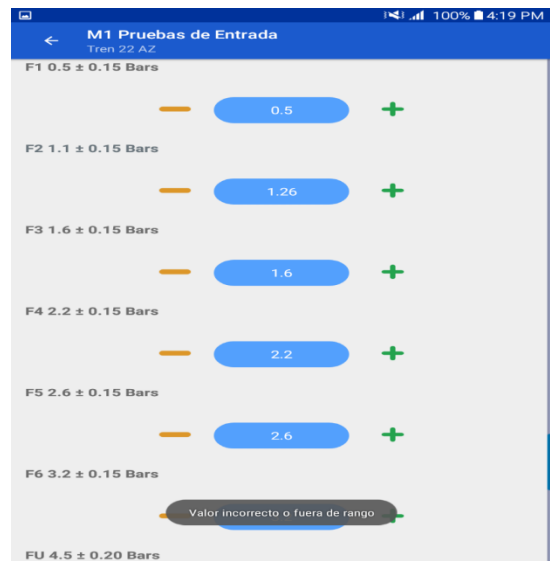 100% 4:19 PM
M1 Pruebas de Entrada
Tren 22 AZ
F1 0.5 ± 0.15 Bars
0.5
F2 1.1 ± 0.15 Bars
1.26
F3 1.6 ± 0.15 Bars
1.6
F4 2.2 ± 0.15 Bars
2.2
F5 2.6 ± 0.15 Bars
2.6
F6 3.2 ± 0.15 Bars
Valor incorrecto o fuera de rango
FU 4.5 ± 0.20 Bars